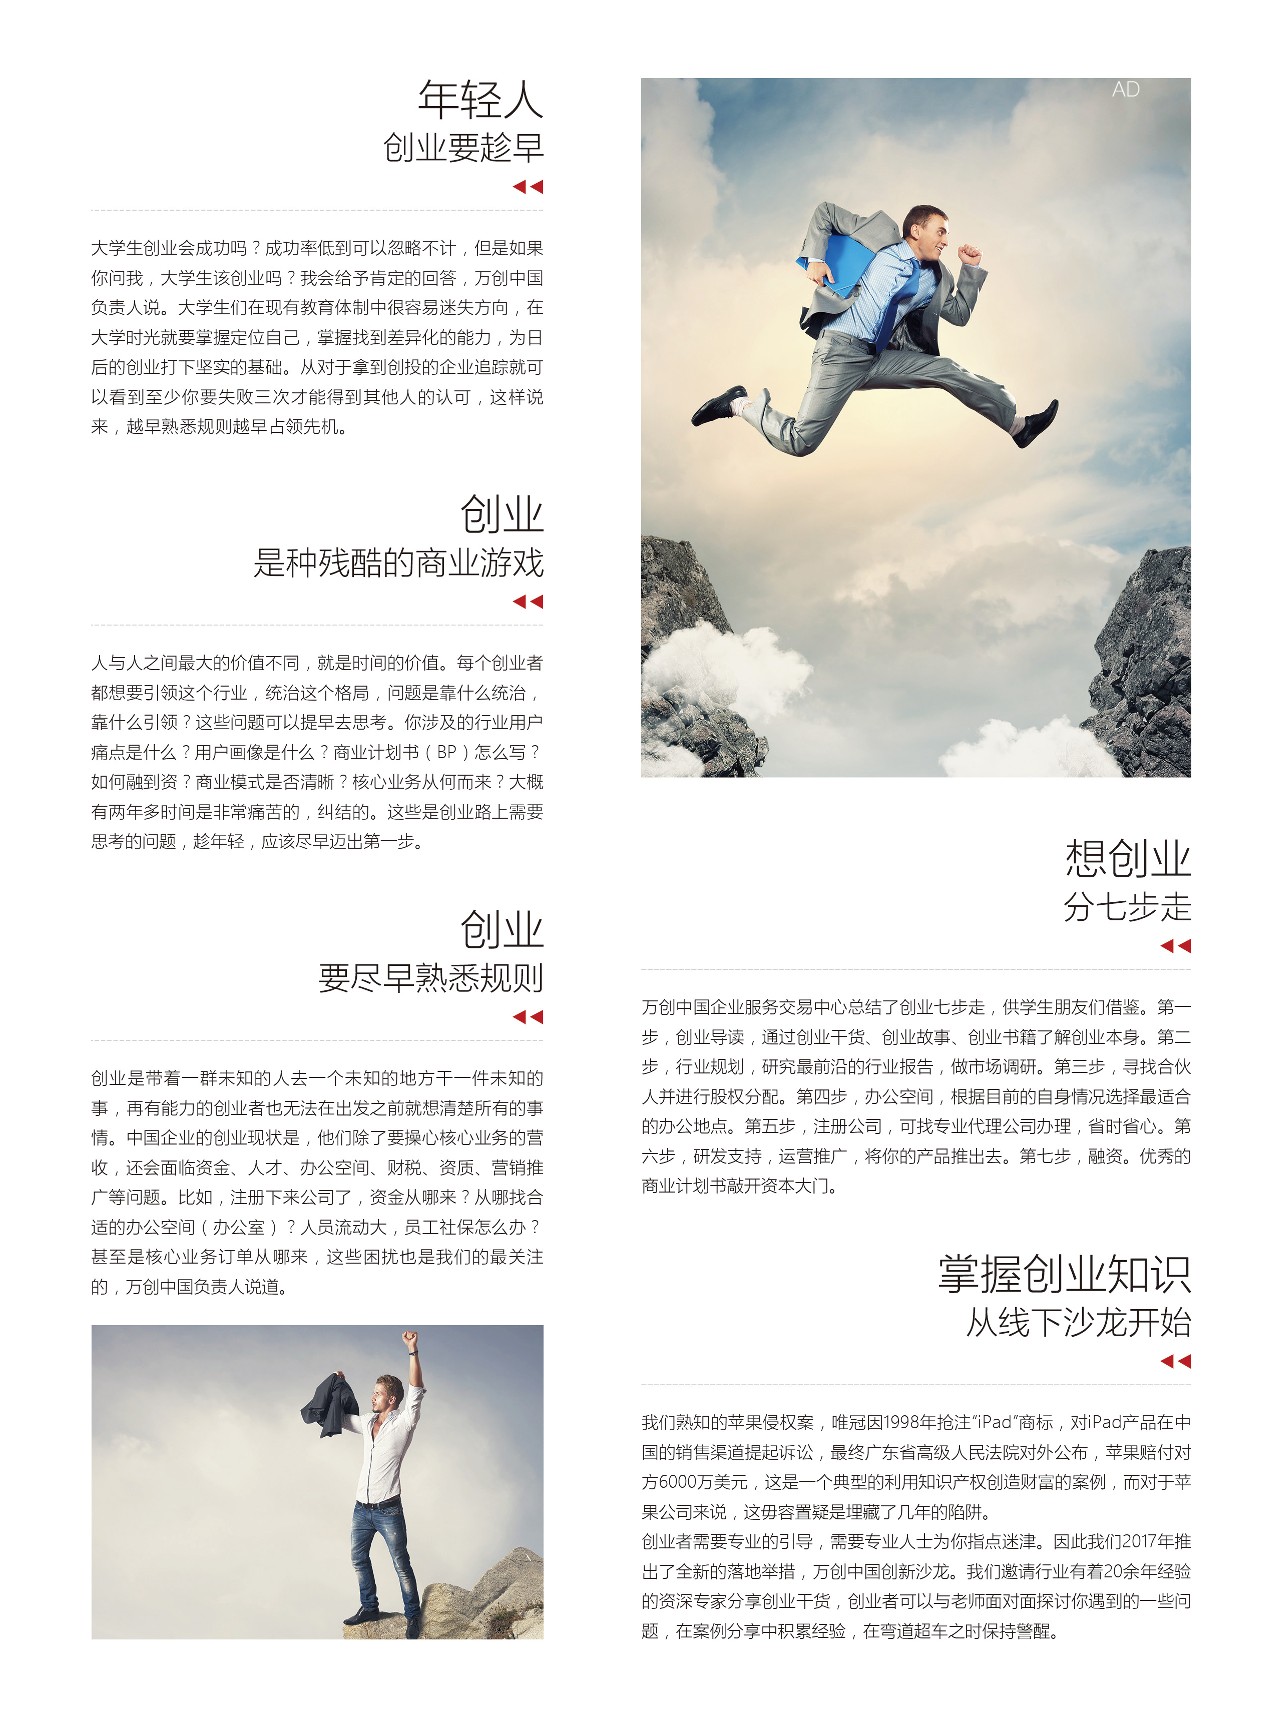 年轻人
创业要趁早
大学生创业会成功吗？成功率低到可以忽略不计，但是如果
你问我，大学生该创业吗？我会给予肯定的回答，万创中国
负责人说。大学生们在现有教育体制中很容易迷失方向，在
大学时光就要掌握定位自己，掌握找到差异化的能力，为日
后的创业打下坚实的基础。从对于拿到创投的企业追踪就可
以看到至少你要失败三次才能得到其他人的认可，这样说
来，越早熟悉规则越早占领先机。
创业
是种残酷的商业游戏
人与人之间最大的价值不同，就是时间的价值。每个创业者
都想要引领这个行业，统治这个格局，问题是靠什么统治，
靠什么引领？这些问题可以提早去思考。你涉及的行业用户
痛点是什么？用户画像是什么？商业计划书（BP）怎么写？
如何融到资？商业模式是否清晰？核心业务从何而来？大概
有两年多时间是非常痛苦的，纠结的。这些是创业路上需要
思考的问题，趁年轻，应该尽早迈出第一步。
创业
要尽早熟悉规则
创业是带着一群未知的人去一个未知的地方干一件未知的
事，再有能力的创业者也无法在出发之前就想清楚所有的事
情。中国企业的创业现状是，他们除了要操心核心业务的营
收，还会面临资金、人才、办公空间、财税、资质、营销推
广等问题。比如，注册下来公司了，资金从哪来？从哪找合
适的办公空间（办公室）？人员流动大，员工社保怎么办？
甚至是核心业务订单从哪来，这些困扰也是我们的最关注
的，万创中国负责人说道。
AD
想创业
分七步走
万创中国企业服务交易中心总结了创业七步走，供学生朋友们借鉴。第一
步，创业导读，通过创业干货、创业故事、创业书籍了解创业本身。第二
步，行业规划，研究最前沿的行业报告，做市场调研。第三步，寻找合伙
人并进行股权分配。第四步，办公空间，根据目前的自身情况选择最适合
的办公地点。第五步，注册公司，可找专业代理公司办理，省时省心。第
六步，研发支持，运营推广，将你的产品推出去。第七步，融资。优秀的
商业计划书敲开资本大门。
掌握创业知识
从线下沙龙开始
我们熟知的苹果侵权案，唯冠因1998年抢注“iPad”商标，对iPad产品在中
国的销售渠道提起诉讼，最终广东省高级人民法院对外公布，苹果赔付对
方6000万美元，这是一个典型的利用知识产权创造财富的案例，而对于苹
果公司来说，这毋容置疑是埋藏了几年的陷阱。
创业者需要专业的引导，需要专业人士为你指点迷津。因此我们2017年推
出了全新的落地举措，万创中国创新沙龙。我们邀请行业有着20余年经验
的资深专家分享创业干货，创业者可以与老师面对面探讨你遇到的一些问
题，在案例分享中积累经验，在弯道超车之时保持警醒。